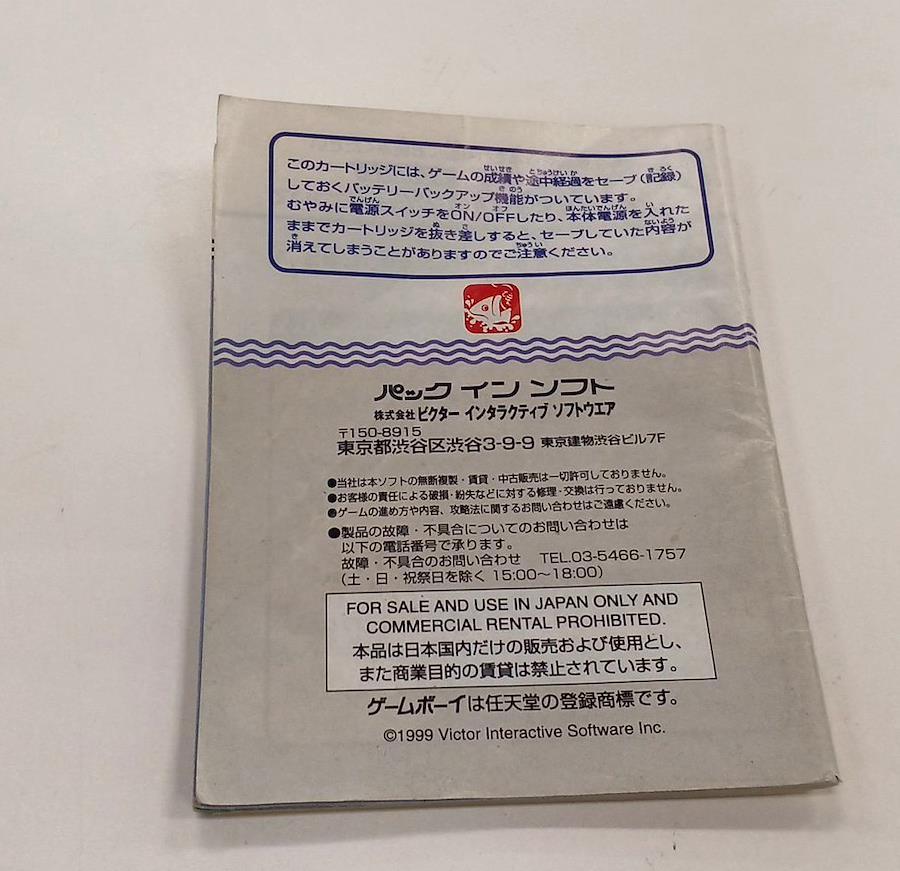 このカートリッジには、ゲームの成績や途中経過をセーブ(記録)
しておくバッテリーバックアップ機能がついています。
むやみに電源スイッチをON/OFFしたり、本体電源を入れた
ままでカートリッジを抜き差しすると、セーブしていた内容が
消えてしまうことがありますのでご注意ください。
パック イン ソフト
株式会社 ビクター インタラクティブ ソフトウエア
〒150-8915
東京都渋谷区渋谷3-9-9 東京建物渋谷ビル7F
●当社は本ソフトの無断複製・賃貸・中古販売は一切許可しておりません。
●お客様の責任による破損・紛失などに対する修理・交換は行っておりません。
●ゲームの進め方や内容、攻略法に関するお問い合わせはご遠慮ください。
●製品の故障・不具合についてのお問い合わせは
以下の電話番号で承ります。
故障・不具合のお問い合わせ TEL.03-5466-1757
(土・日・祝祭日を除く 15:00～18:00)
FOR SALE AND USE IN JAPAN ONLY AND
COMMERCIAL RENTAL PROHIBITED.
本品は日本国内だけの販売および使用とし、
また商業目的の賃貸は禁止されています。
ゲームボーイは任天堂の登録商標です。
©1999 Victor Interactive Software Inc.